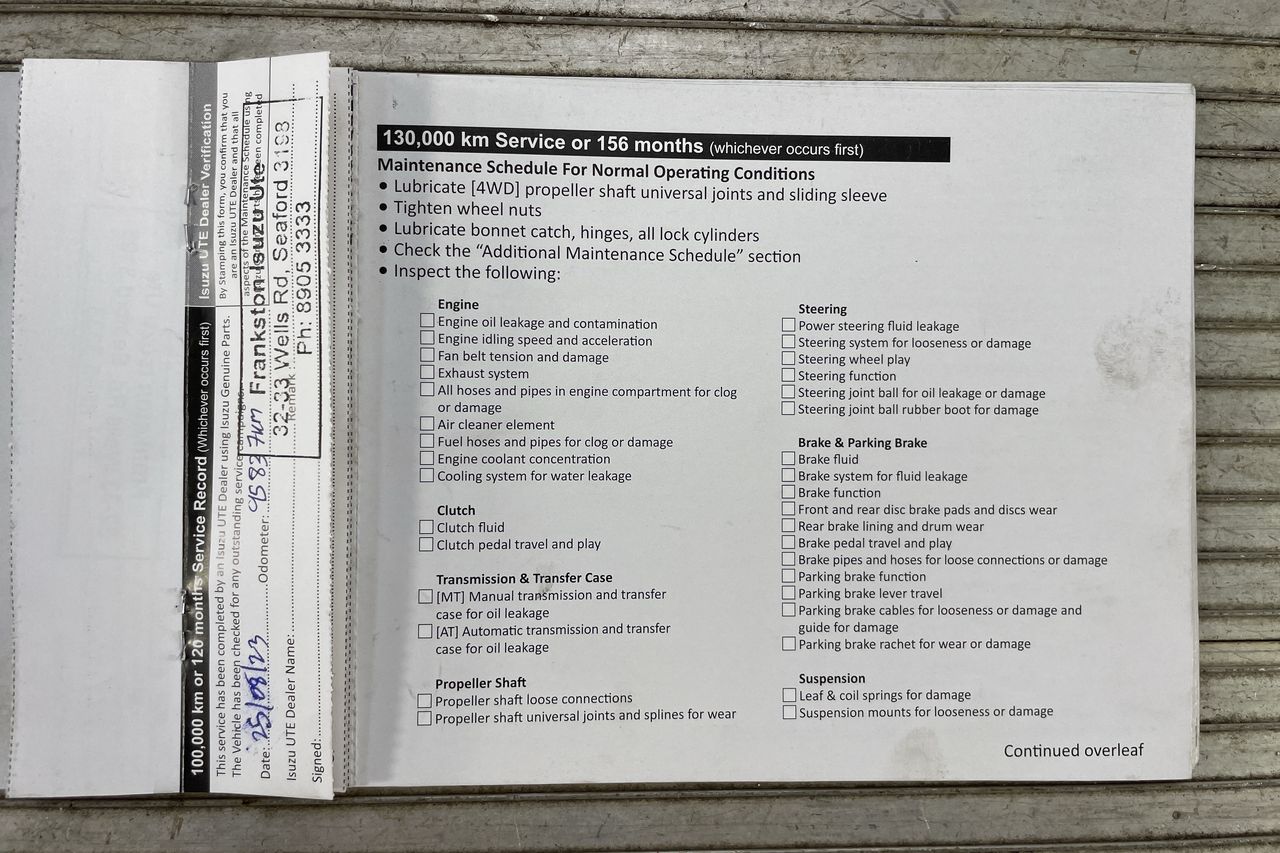 100,000 km or 120 months Service Record (Whichever occurs first)
This service has been completed by an Isuzu UTE Dealer using Isuzu Genuine Parts.
The Vehicle has been checked for any outstanding service campaigns.
Date: 25/08/23 Odometer: 95837km
Isuzu UTE Dealer Name:
Remark
Signed:
Isuzu UTE Dealer Verification
By Stamping this form, you confirm that you
are an Isuzu UTE Dealer and that all
aspects of the Maintenance Schedule using
been completed
Frankston Isuzu Ute
32-33 Wells Rd, Seaford 3198
Ph: 8905 3333
130,000 km Service or 156 months (whichever occurs first)
Maintenance Schedule For Normal Operating Conditions
• Lubricate [4WD] propeller shaft universal joints and sliding sleeve
• Tighten wheel nuts
• Lubricate bonnet catch, hinges, all lock cylinders
• Check the “Additional Maintenance Schedule” section
• Inspect the following:
Engine
Engine oil leakage and contamination
Engine idling speed and acceleration
Fan belt tension and damage
Exhaust system
All hoses and pipes in engine compartment for clog
or damage
Air cleaner element
Fuel hoses and pipes for clog or damage
Engine coolant concentration
Cooling system for water leakage
Clutch
Clutch fluid
Clutch pedal travel and play
Transmission & Transfer Case
[MT] Manual transmission and transfer
case for oil leakage
[AT] Automatic transmission and transfer
case for oil leakage
Propeller Shaft
Propeller shaft loose connections
Propeller shaft universal joints and splines for wear
Steering
Power steering fluid leakage
Steering system for looseness or damage
Steering wheel play
Steering function
Steering joint ball for oil leakage or damage
Steering joint ball rubber boot for damage
Brake & Parking Brake
Brake fluid
Brake system for fluid leakage
Brake function
Front and rear disc brake pads and discs wear
Rear brake lining and drum wear
Brake pedal travel and play
Brake pipes and hoses for loose connections or damage
Parking brake function
Parking brake lever travel
Parking brake cables for looseness or damage and
guide for damage
Parking brake rachet for wear or damage
Suspension
Leaf & coil springs for damage
Suspension mounts for looseness or damage
Continued overleaf